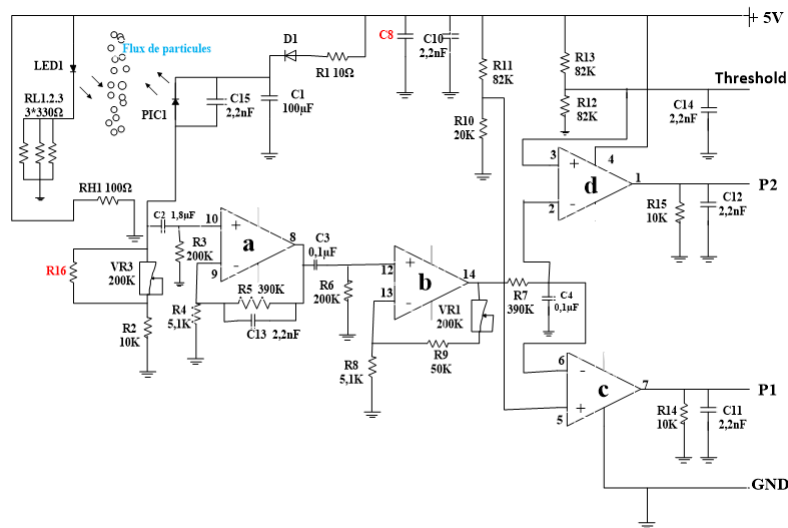 + 5V
D1
R1 10Ω
C8
C10
2,2nF
R11
82K
R13
82K
Flux de particules
LED1
RL1.2.3
3*330Ω
PIC1
C15
2,2nF
C1
100µF
Threshold
R12
82K
C14
2,2nF
R10
20K
3
+
4
d
1
P2
2
-
R15
10K
C12
2,2nF
RH1 100Ω
C2 1,8µF
10
+
a
8
9
-
R3
200K
C3
0,1µF
R16
VR3
200K
R5 390K
R4
5,1K
C13 2,2nF
R2
10K
R6
200K
12
+
b
14
13
-
VR1
200K
R7
390K
C4
0,1µF
R8
5,1K
R9
50K
6
-
c
7
P1
+
5
R14
10K
C11
2,2nF
GND